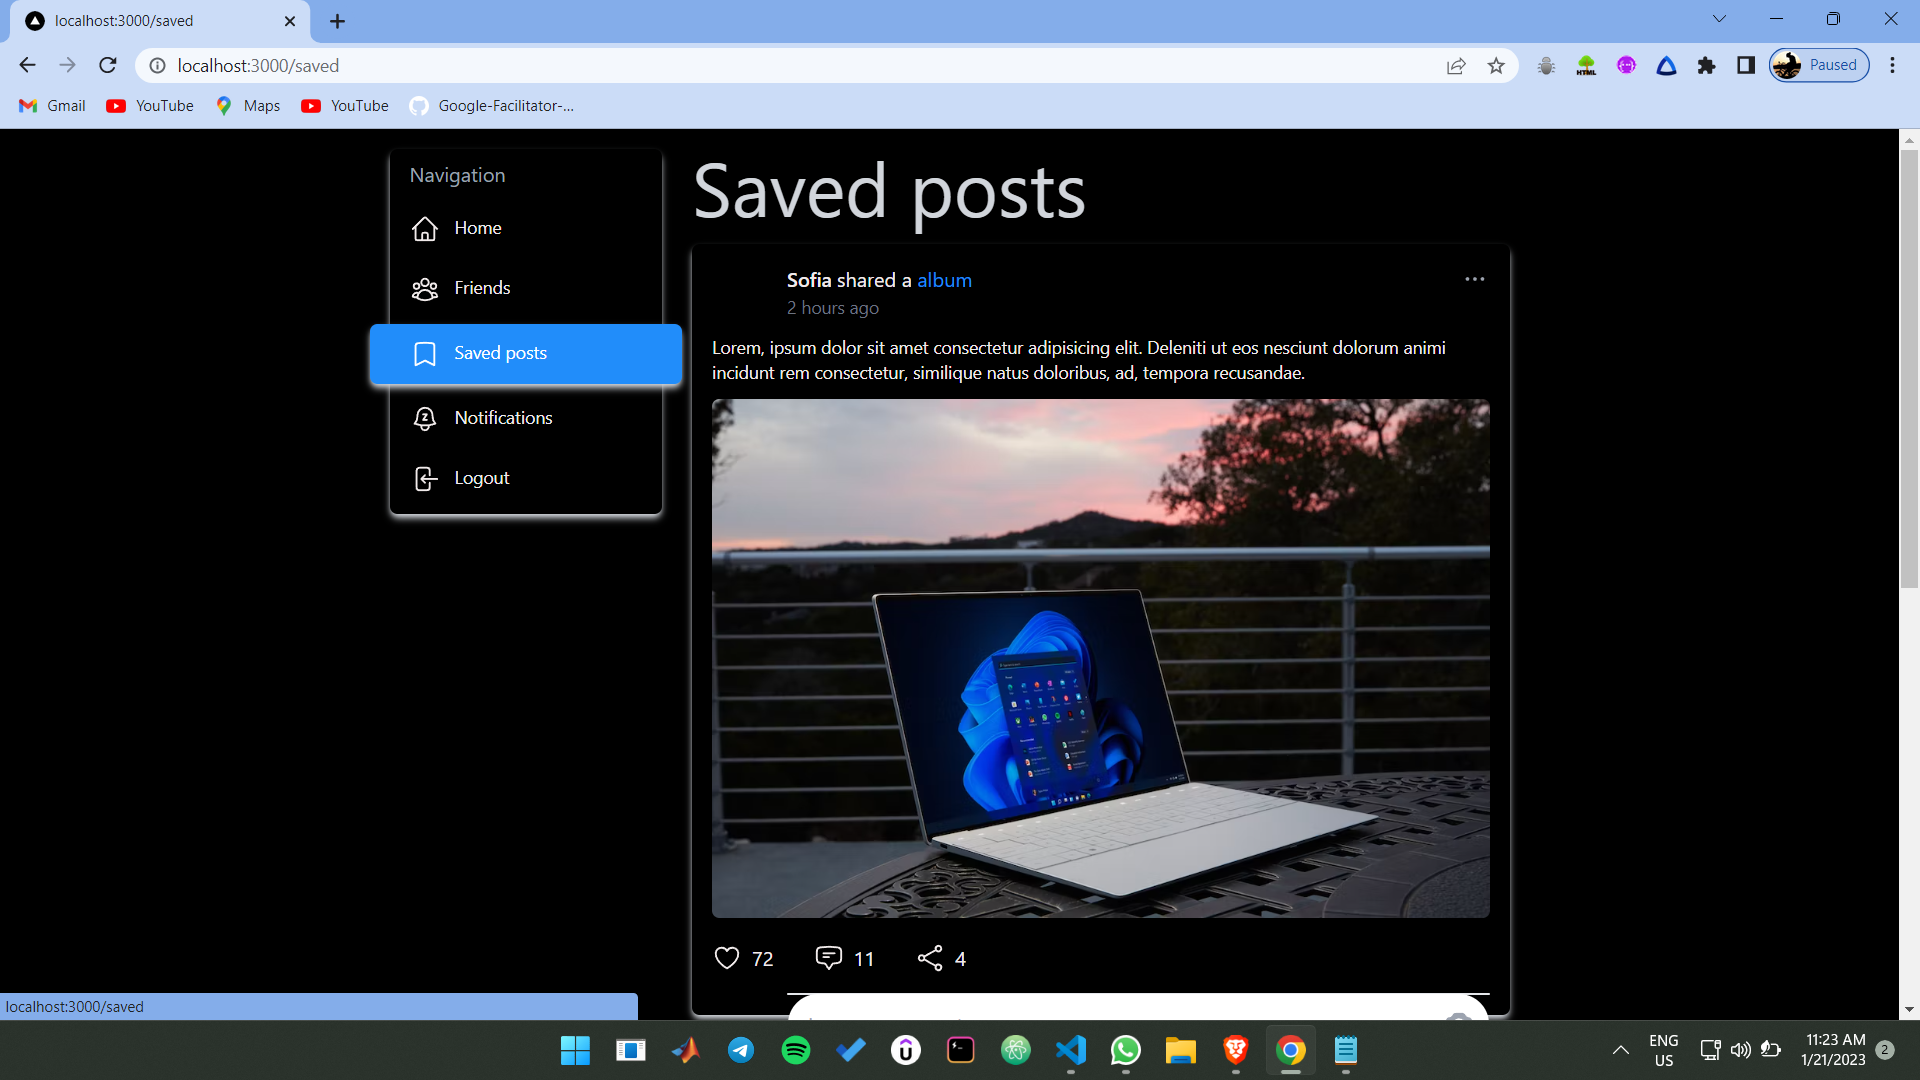 localhost:3000/saved
localhost:3000/saved
Paused
Gmail
YouTube
Maps
YouTube
Google-Facilitator-...
Navigation
Home
Friends
Saved posts
Notifications
Logout
Saved posts
Sofia shared a album
2 hours ago
Lorem, ipsum dolor sit amet consectetur adipisicing elit. Deleniti ut eos nesciunt dolorum animi
incidunt rem consectetur, similique natus doloribus, ad, tempora recusandae.
72
11
4
localhost:3000/saved
ENG
US
11:23 AM
1/21/2023
2